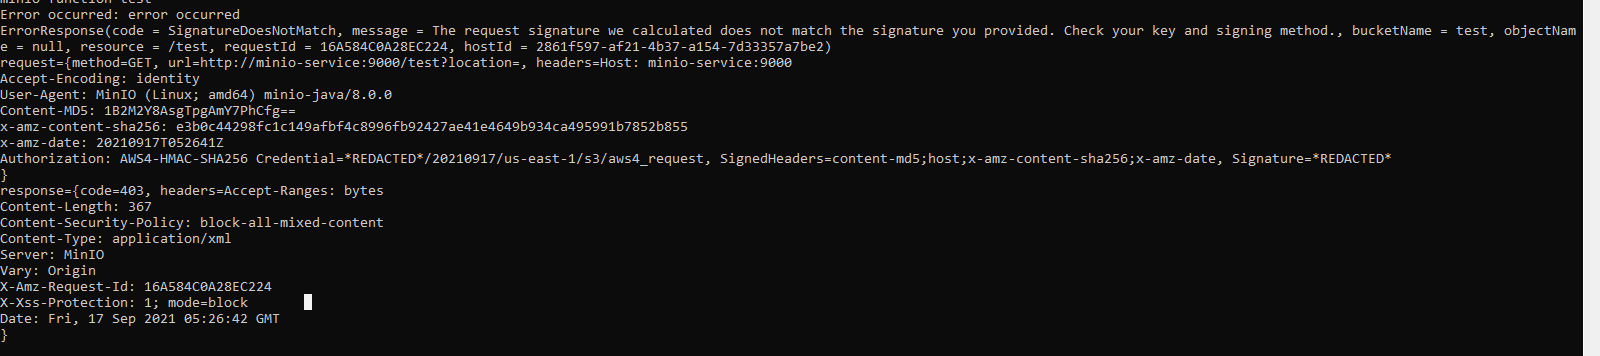 minio function test
Error occurred: error occurred
ErrorResponse(code = SignatureDoesNotMatch, message = The request signature we calculated does not match the signature you provided. Check your key and signing method., bucketName = test, objectNam
e = null, resource = /test, requestId = 16A584C0A28EC224, hostId = 2861f597-af21-4b37-a154-7d33357a7be2)
request={method=GET, url=http://minio-service:9000/test?location=, headers=Host: minio-service:9000
Accept-Encoding: identity
User-Agent: MinIO (Linux; amd64) minio-java/8.0.0
Content-MD5: 1B2M2Y8AsgTpgAmY7PhCfg==
x-amz-content-sha256: e3b0c44298fc1c149afbf4c8996fb92427ae41e4649b934ca495991b7852b855
x-amz-date: 20210917T052641Z
Authorization: AWS4-HMAC-SHA256 Credential=*REDACTED*/20210917/us-east-1/s3/aws4_request, SignedHeaders=content-md5;host;x-amz-content-sha256;x-amz-date, Signature=*REDACTED*
}
response={code=403, headers=Accept-Ranges: bytes
Content-Length: 367
Content-Security-Policy: block-all-mixed-content
Content-Type: application/xml
Server: MinIO
Vary: Origin
X-Amz-Request-Id: 16A584C0A28EC224
X-Xss-Protection: 1; mode=block
Date: Fri, 17 Sep 2021 05:26:42 GMT
}